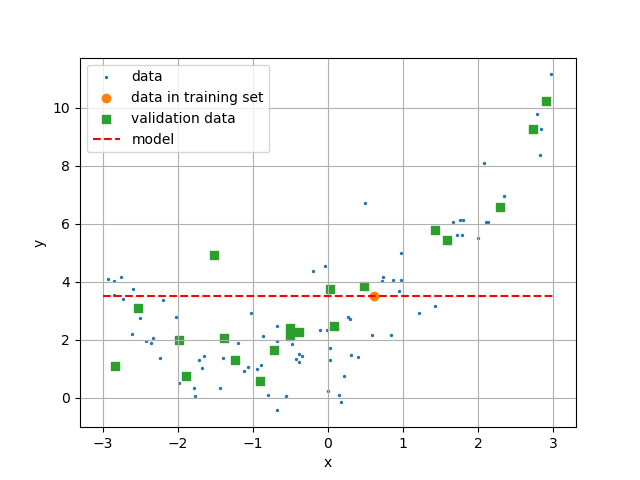 data
data in training set
validation data
model
10
8
6
4
2
0
y
−3
−2
−1
0
1
2
3
x